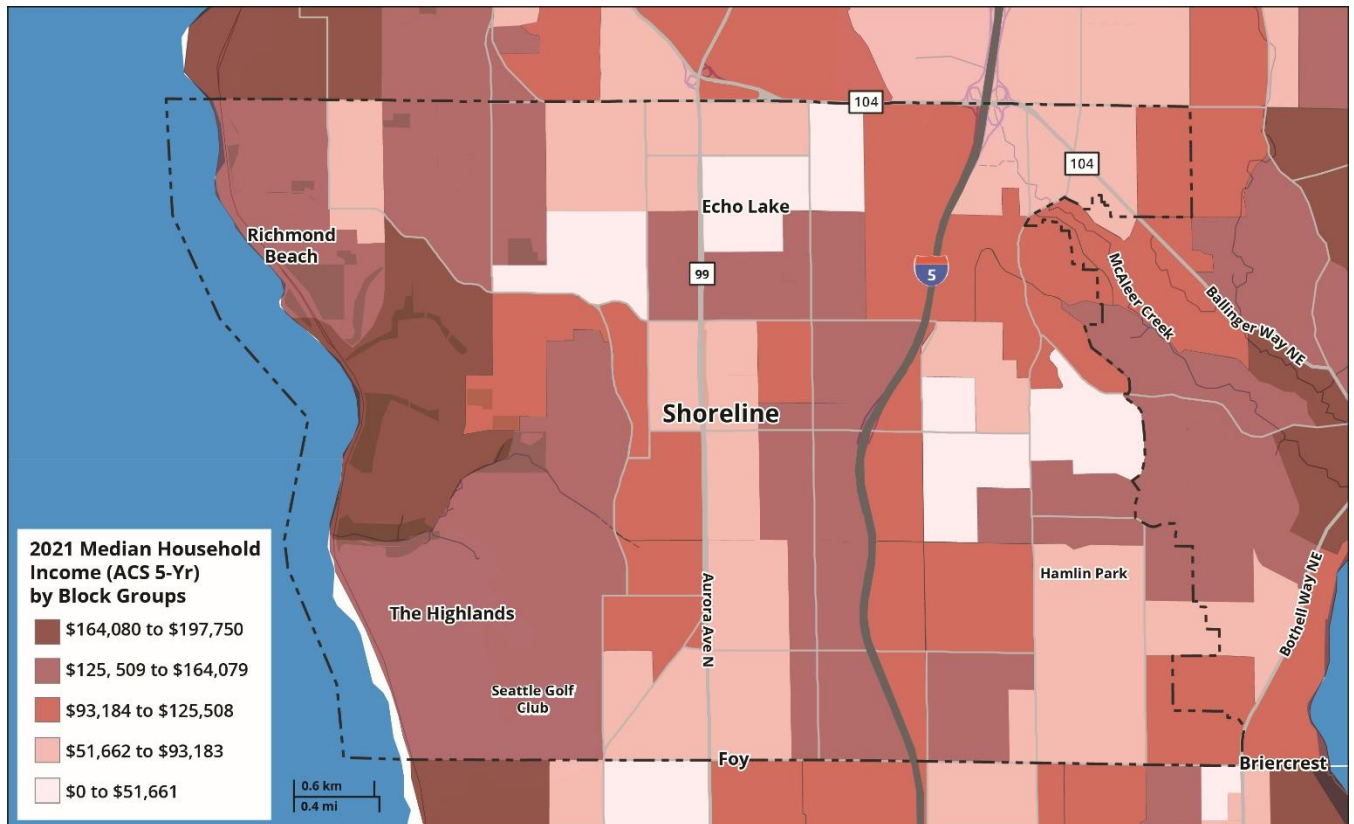 104
104
Echo Lake
Richmond
Beach
99
5
McAleer Creek
Ballinger Way NE
Shoreline
2021 Median Household
Income (ACS 5-Yr)
by Block Groups
$164,080 to $197,750
$125, 509 to $164,079
$93,184 to $125,508
$51,662 to $93,183
$0 to $51,661
The Highlands
Aurora Ave N
Hamlin Park
Bothell Way NE
Seattle Golf
Club
Foy
Briercrest
0.6 km
0.4 mi